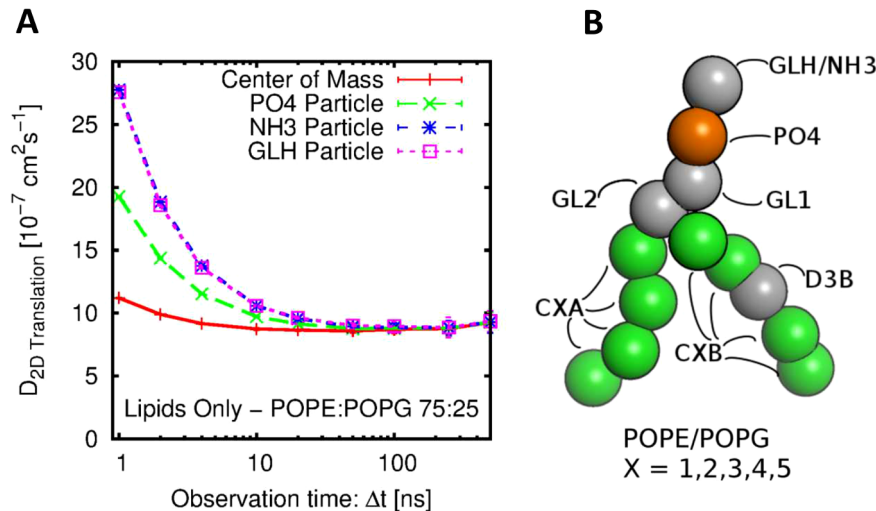 A
B
30
25
20
15
10
5
0
D2D Translation [10-7 cm2s-1]
Center of Mass
PO4 Particle
NH3 Particle
GLH Particle
Lipids Only – POPE:POPG 75:25
1
10
100
Observation time: Δt [ns]
GLH/NH3
PO4
GL2
GL1
D3B
CXA
CXB
POPE/POPG
X = 1,2,3,4,5